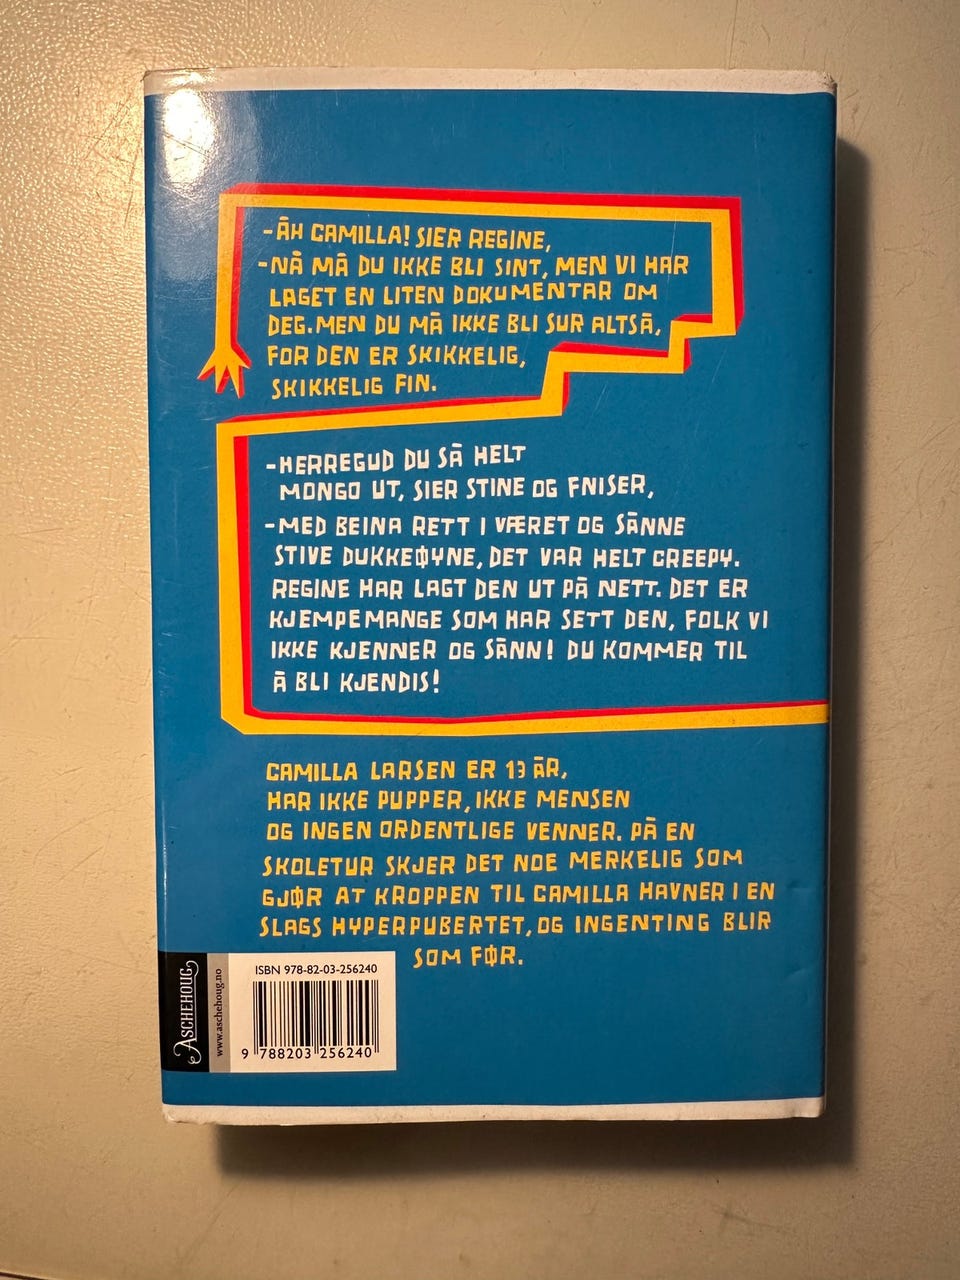 -ÅH CAMILLA! SIER REGINE,
-NÅ MÅ DU IKKE BLI SINT, MEN VI HAR
LAGET EN LITEN DOKUMENTAR OM
DEG. MEN DU MÅ IKKE BLI SUR ALTSÅ,
FOR DEN ER SKIKKELIG,
SKIKKELIG FIN.
-HERREGUD DU SÅ HELT
MONGO UT, SIER STINE OG FNISER,
-MED BEINA RETT I VÆRET OG SÅNNE
STIVE DUKKEØYNE, DET VAR HELT CREEPY.
REGINE HAR LAGT DEN UT PÅ NETT. DET ER
KJEMPEMANGE SOM HAR SETT DEN, FOLK VI
IKKE KJENNER OG SÅNN! DU KOMMER TIL
Å BLI KJENDIS!
CAMILLA LARSEN ER 13 ÅR,
HAR IKKE PUPPER, IKKE MENSEN
OG INGEN ORDENTLIGE VENNER. PÅ EN
SKOLETUR SKJER DET NOE MERKELIG SOM
GJØR AT KROPPEN TIL CAMILLA HAVNER I EN
SLAGS HYPERPUBERTET, OG INGENTING BLIR
SOM FØR.
ASCHEHOUG
www.aschehoug.no
ISBN 978-82-03-256240
9 788203 256240